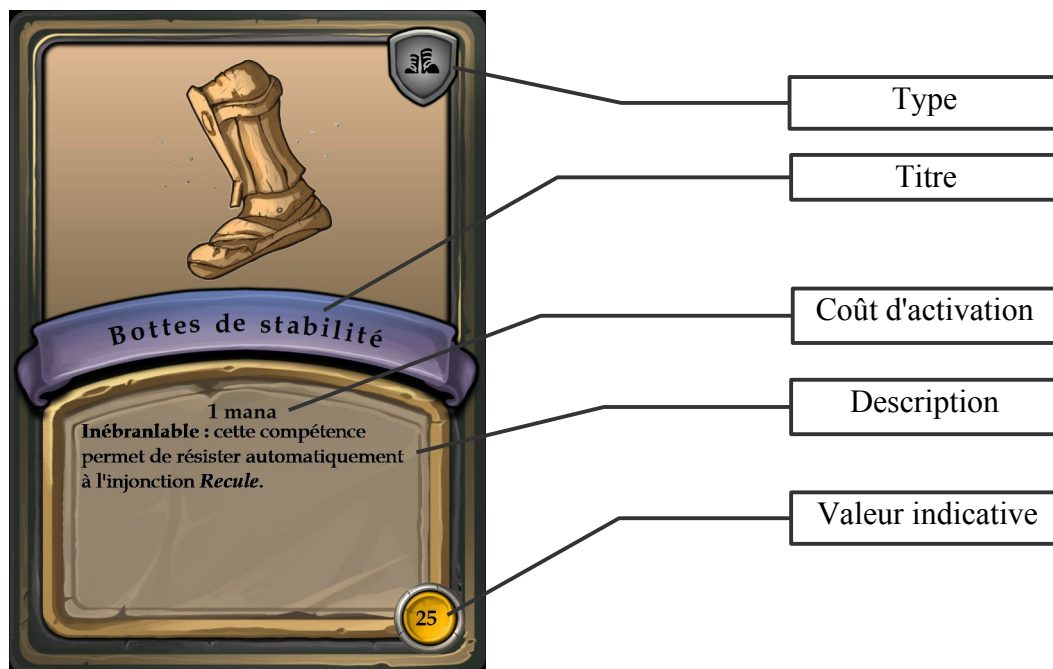 Type
Titre
Bottes de stabilité
Coût d'activation
1 mana
Inébranlable : cette compétence
permet de résister automatiquement
à l'injonction Recule.
Description
Valeur indicative
25